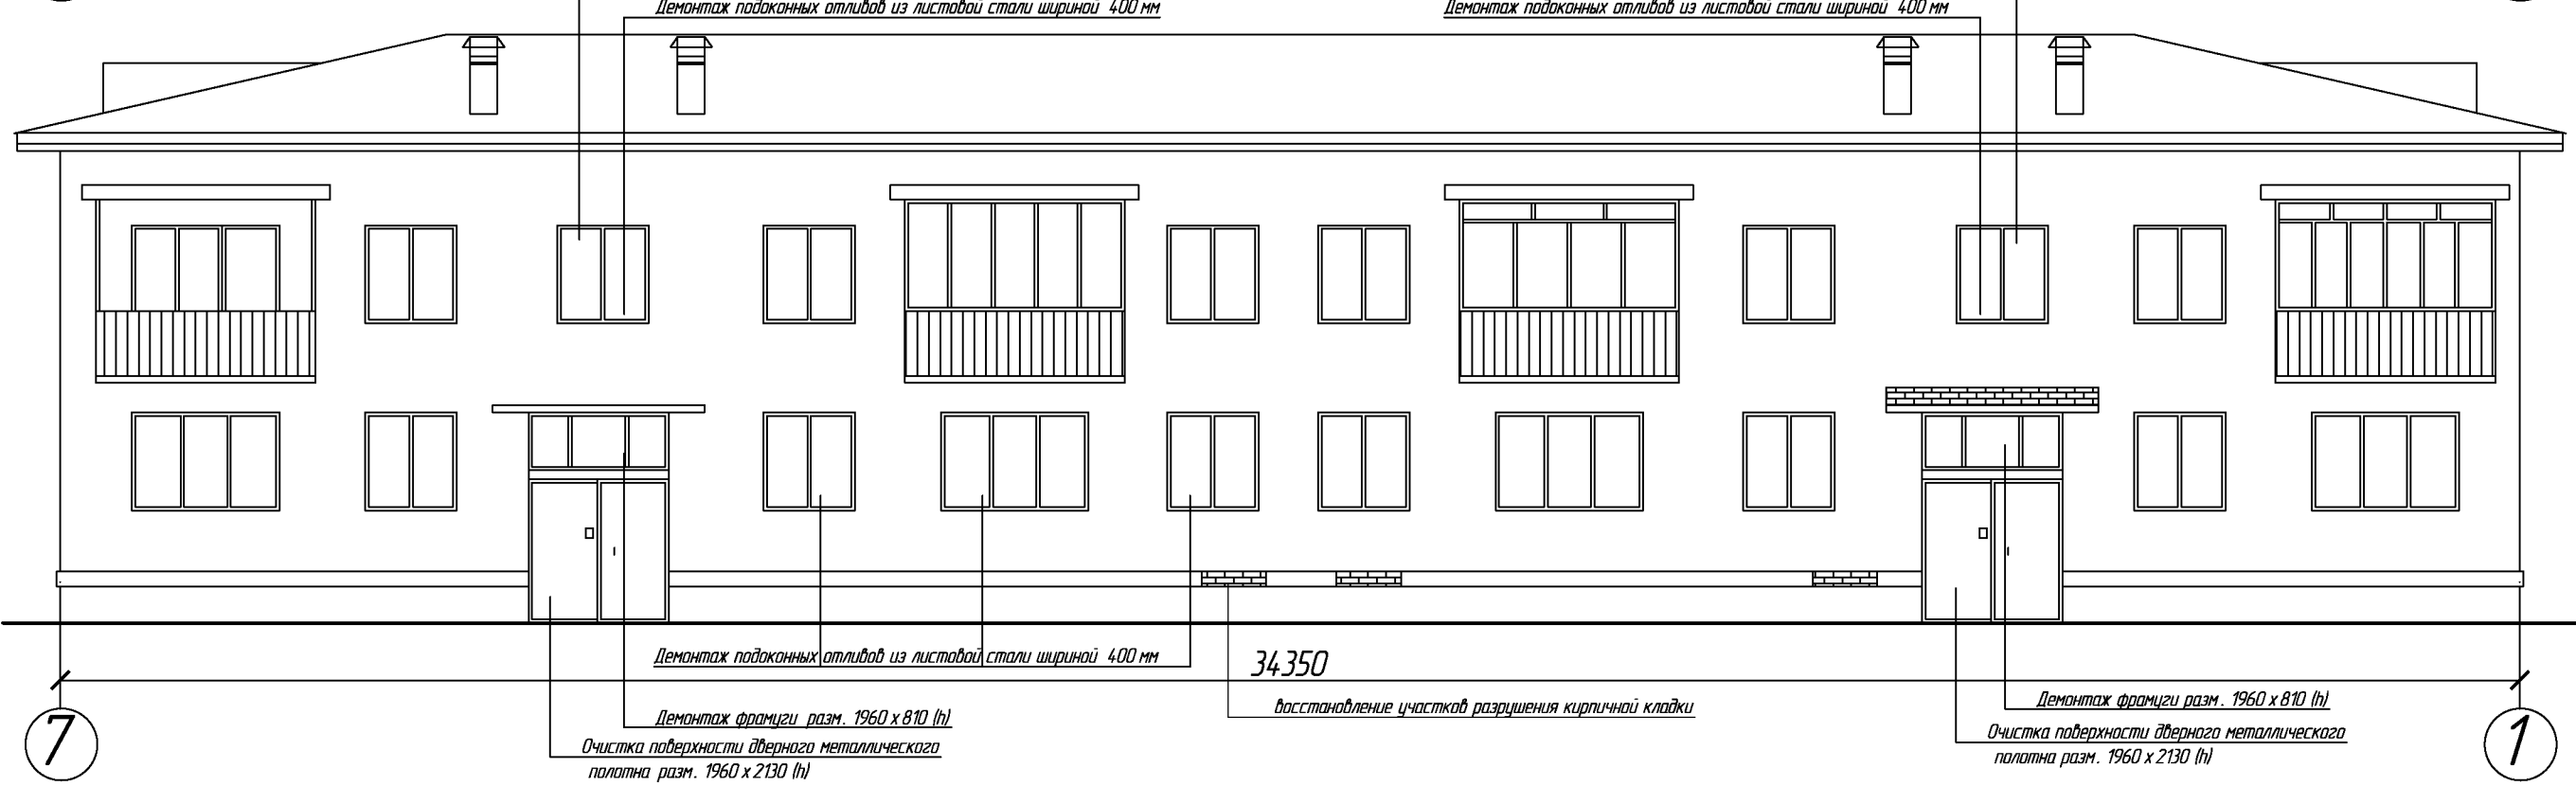 Демонтаж подоконных отливов из листовой стали шириной 400 мм
Демонтаж подоконных отливов из листовой стали шириной 400 мм
Демонтаж подоконных отливов из листовой стали шириной 400 мм
34350
восстановление участков разрушения кирпичной кладки
Демонтаж фрамуги разм. 1960 х 810 (h)
Очистка поверхности дверного металлического
полотна разм. 1960 х 2130 (h)
Демонтаж фрамуги разм. 1960 х 810 (h)
Очистка поверхности дверного металлического
полотна разм. 1960 х 2130 (h)
7
1